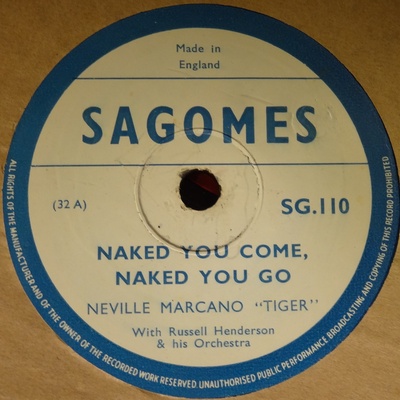 Made in
England
SAGOMES
(32 A)
SG.110
NAKED YOU COME,
NAKED YOU GO
NEVILLE MARCANO "TIGER"
With Russell Henderson
& his Orchestra
ALL RIGHTS OF THE MANUFACTURER AND OF THE OWNER OF THE RECORDED WORK RESERVED. UNAUTHORISED PUBLIC PERFORMANCE BROADCASTING AND COPYING OF THIS RECORD PROHIBITED